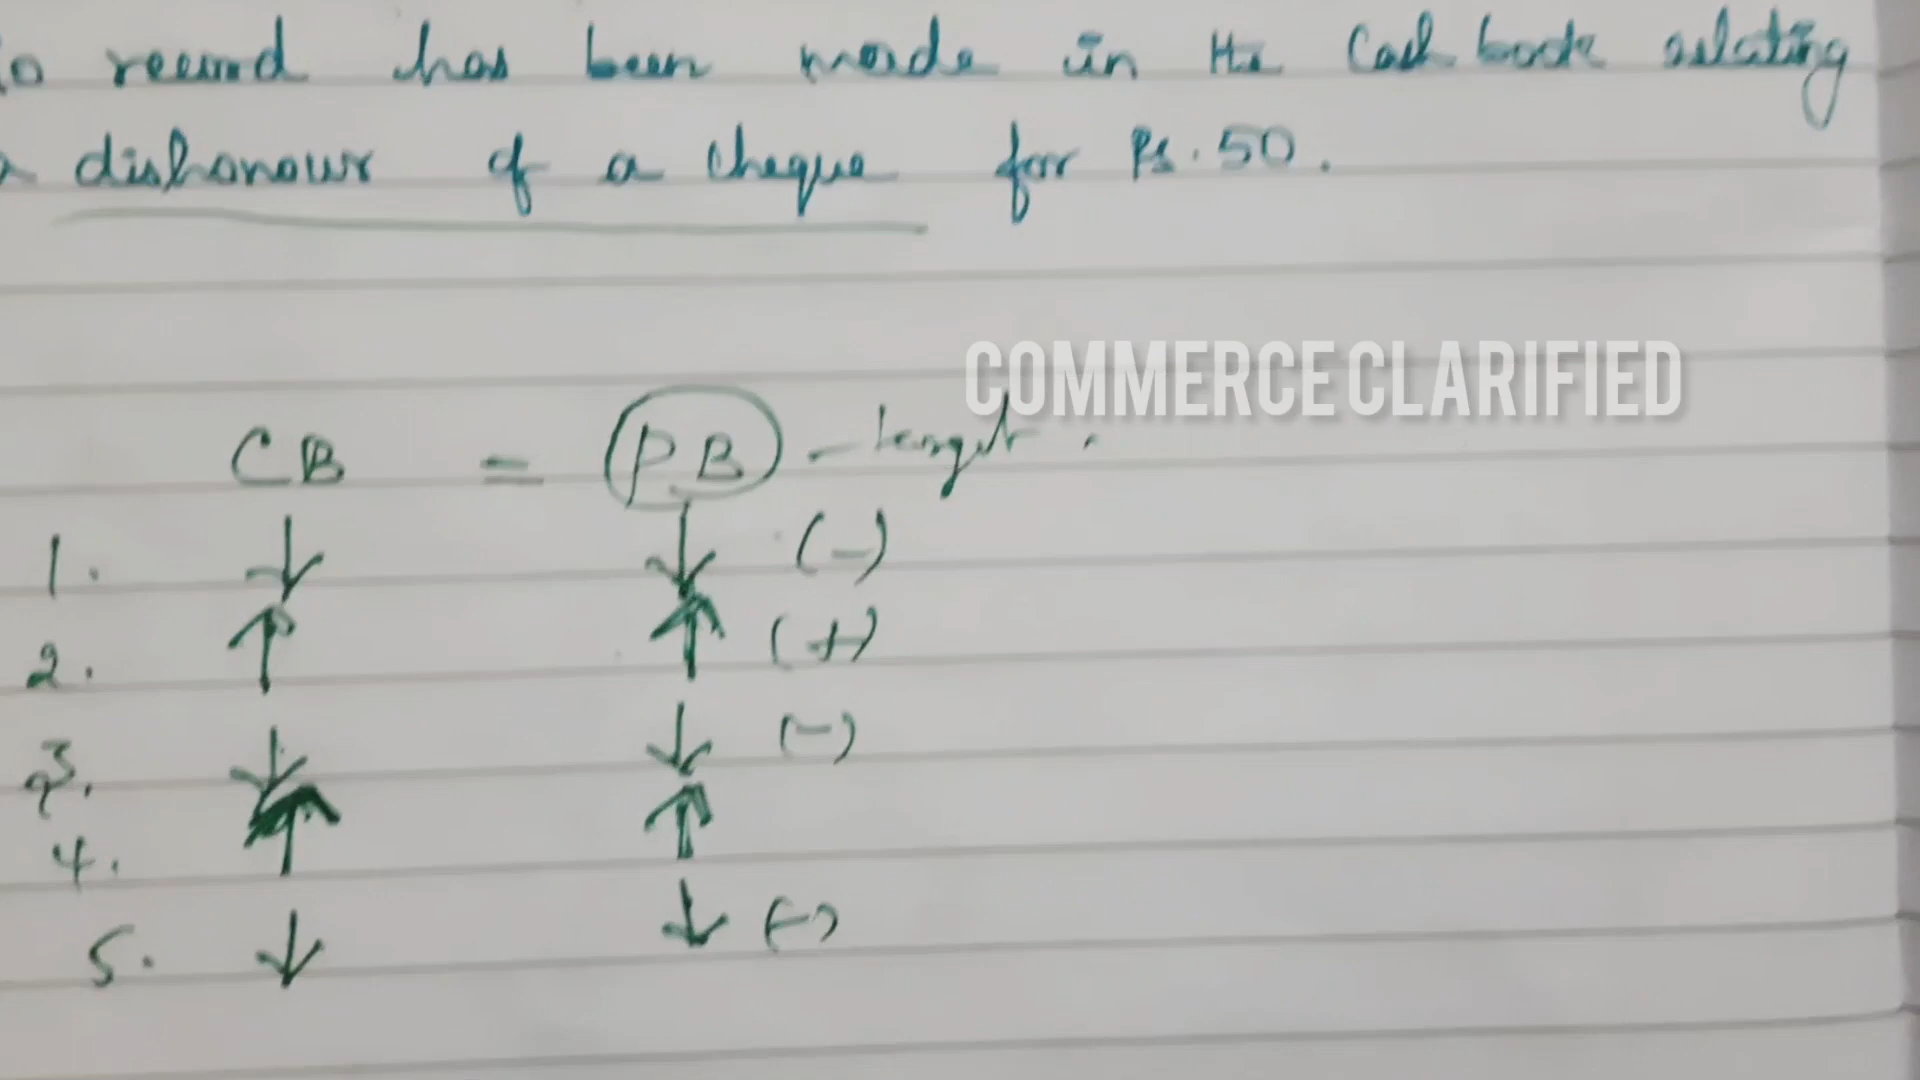 record has been made in the Cash book relating
a dishonour of a cheque for Rs. 50.
COMMERCE CLARIFIED
CB = PB - target.
1. ↓ ↓ (-)
2. ↑ ↑ (+)
3. ↓ ↓ (-)
4. ↑ ↑
5. ↓ ↓ (-)